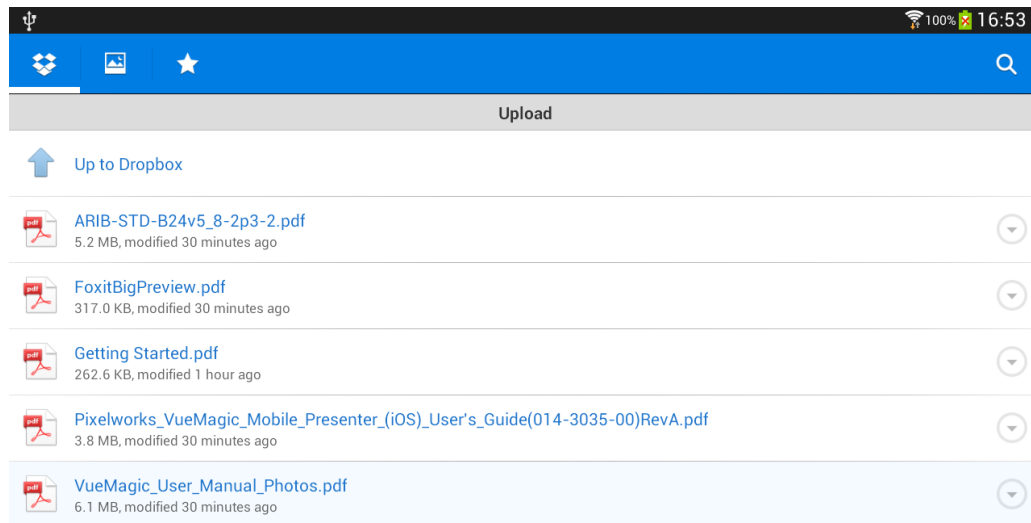 100% 16:53
Upload
Up to Dropbox
ARIB-STD-B24v5_8-2p3-2.pdf
5.2 MB, modified 30 minutes ago
FoxitBigPreview.pdf
317.0 KB, modified 30 minutes ago
Getting Started.pdf
262.6 KB, modified 1 hour ago
Pixelworks_VueMagic_Mobile_Presenter_(iOS)_User's_Guide(014-3035-00)RevA.pdf
3.8 MB, modified 30 minutes ago
VueMagic_User_Manual_Photos.pdf
6.1 MB, modified 30 minutes ago